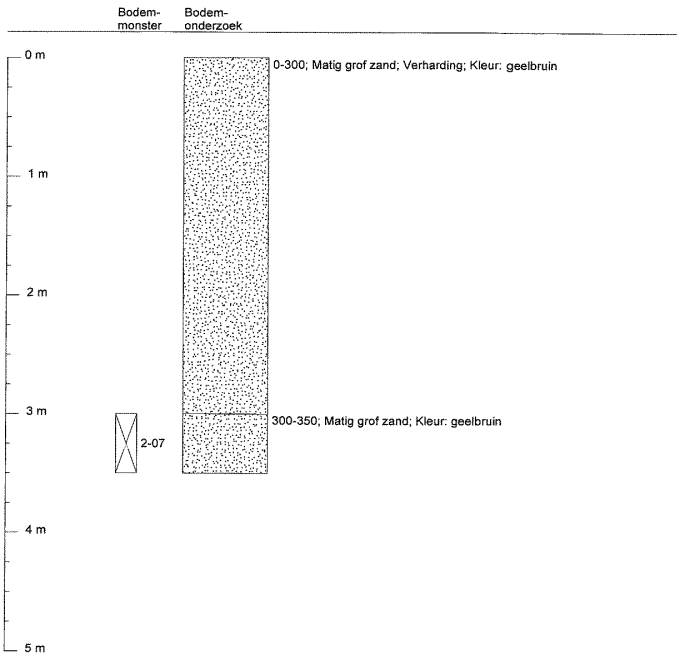 Bodem-
monster
Bodem-
onderzoek
0 m
0-300; Matig grof zand; Verharding; Kleur: geelbruin
1 m
2 m
3 m
300-350; Matig grof zand; Kleur: geelbruin
2-07
4 m
5 m